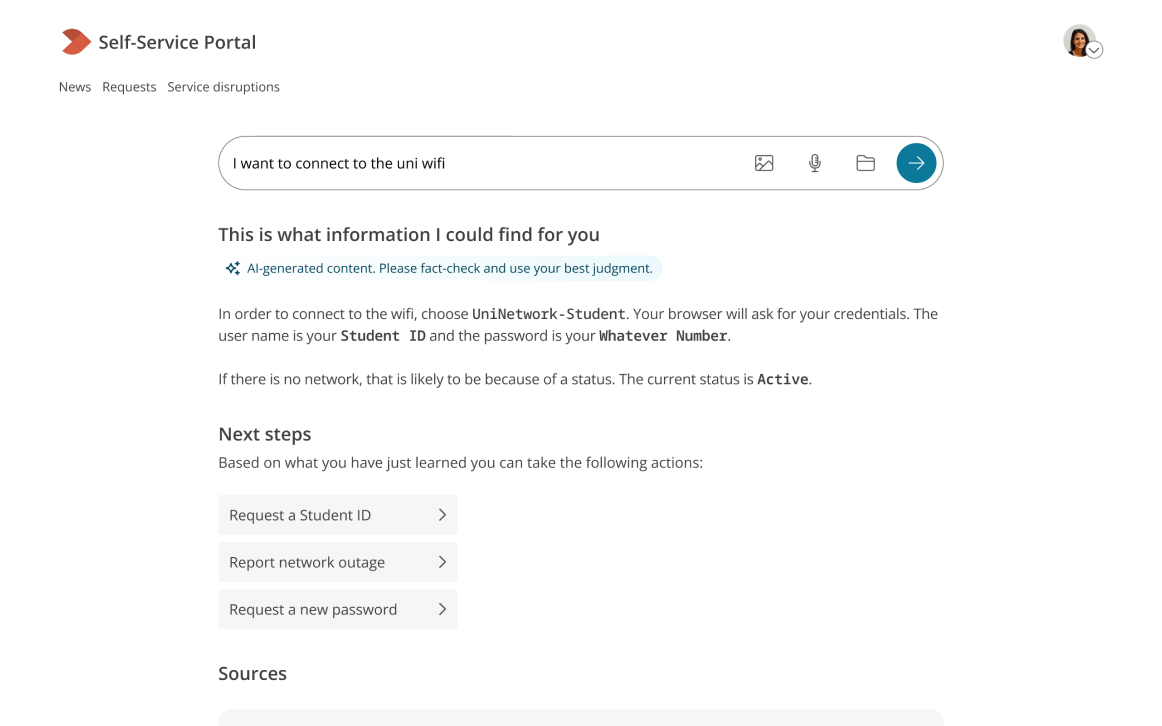 Self-Service Portal
News Requests Service disruptions
I want to connect to the uni wifi
This is what information I could find for you
AI-generated content. Please fact-check and use your best judgment.
In order to connect to the wifi, choose UniNetwork-Student. Your browser will ask for your credentials. The
user name is your Student ID and the password is your Whatever Number.
If there is no network, that is likely to be because of a status. The current status is Active.
Next steps
Based on what you have just learned you can take the following actions:
Request a Student ID
Report network outage
Request a new password
Sources